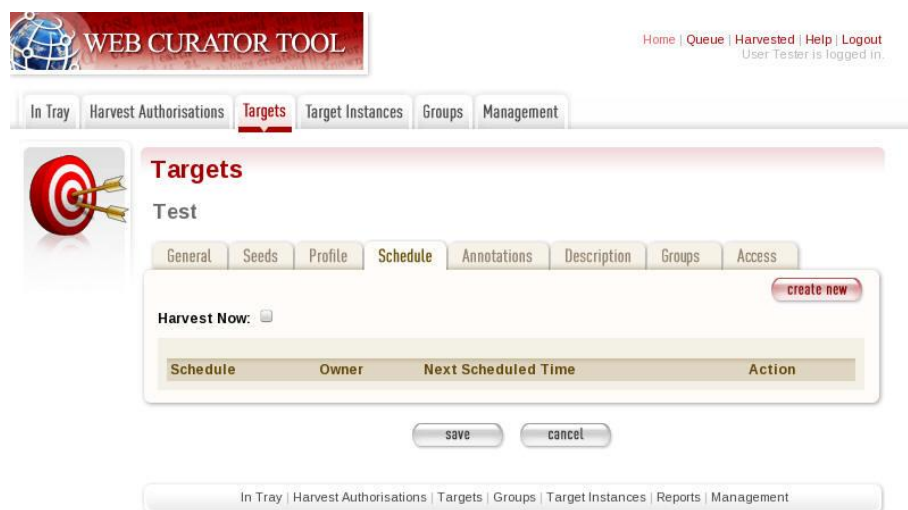 WEB CURATOR TOOL
Home | Queue | Harvested | Help | Logout
User Tester is logged in.
In Tray Harvest Authorisations Targets Target Instances Groups Management
Targets
Test
General Seeds Profile Schedule Annotations Description Groups Access
create new
Harvest Now:
Schedule Owner Next Scheduled Time Action
save cancel
In Tray | Harvest Authorisations | Targets | Groups | Target Instances | Reports | Management